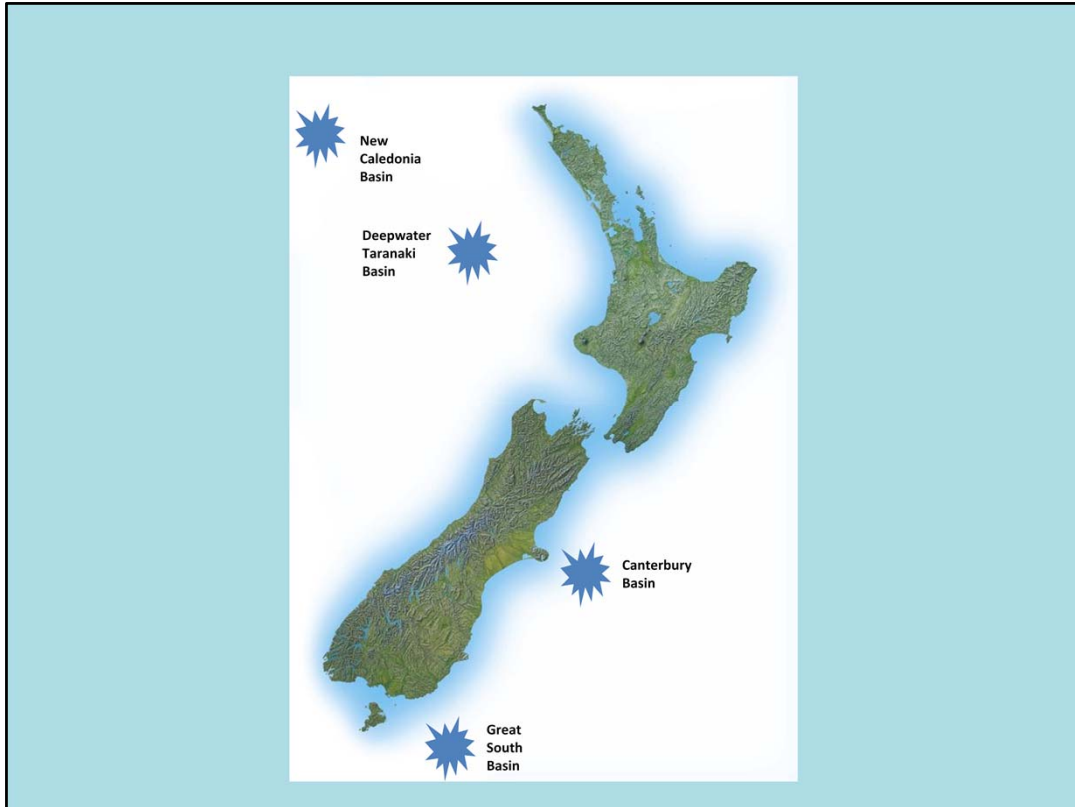 New
Caledonia
Basin
Deepwater
Taranaki
Basin
Canterbury
Basin
Great
South
Basin